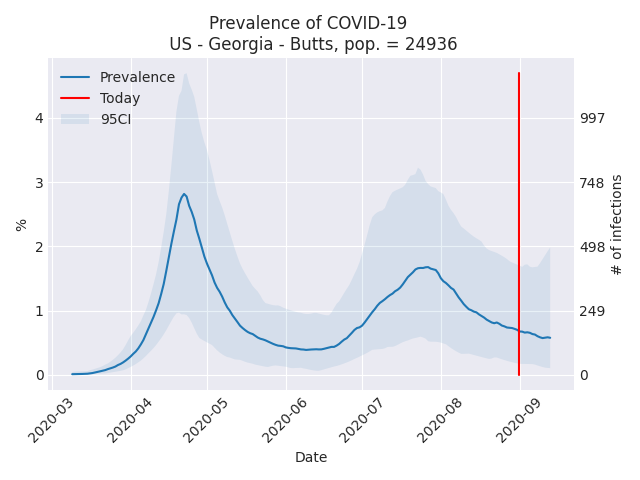 Prevalence of COVID-19
US - Georgia - Butts, pop. = 24936
Prevalence
Today
95CI
%
4
3
2
1
0
997
748
498
249
0
# of infections
2020-03
2020-04
2020-05
2020-06
2020-07
2020-08
2020-09
Date